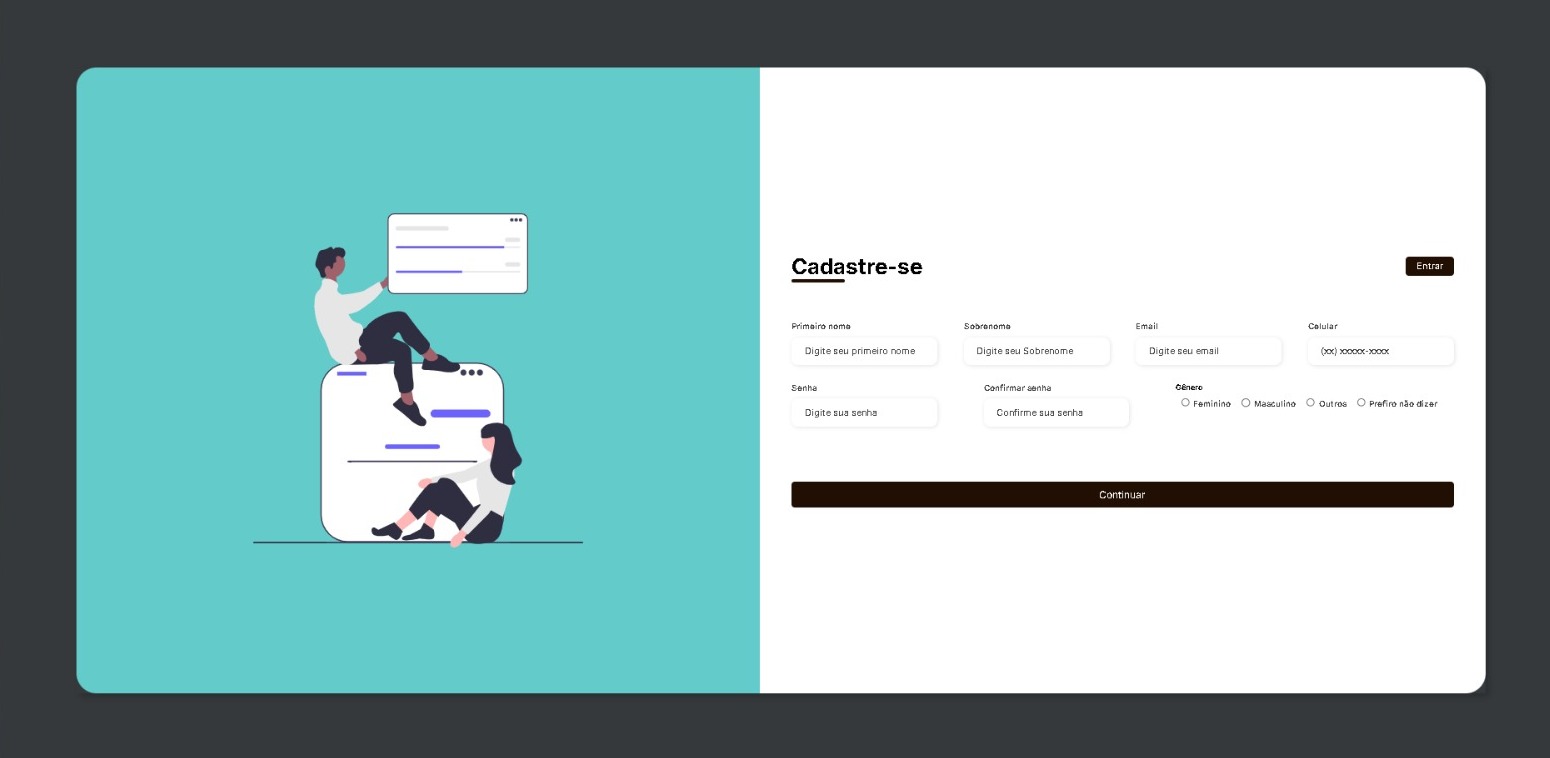 Cadastre-se Entrar
Primeiro nome Sobrenome Email Celular
Digite seu primeiro nome Digite seu Sobrenome Digite seu email (xx) xxxxx-xxxx
Senha Confirmar senha Gênero
Digite sua senha Confirme sua senha Feminino Masculino Outros Prefiro não dizer
Continuar